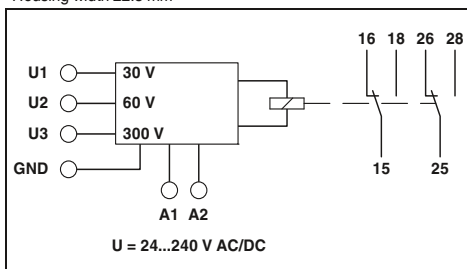 Housing width 22.5 mm
16 18 26 28
U1 30 V
U2 60 V
U3 300 V
GND
15 25
A1 A2
U = 24...240 V AC/DC